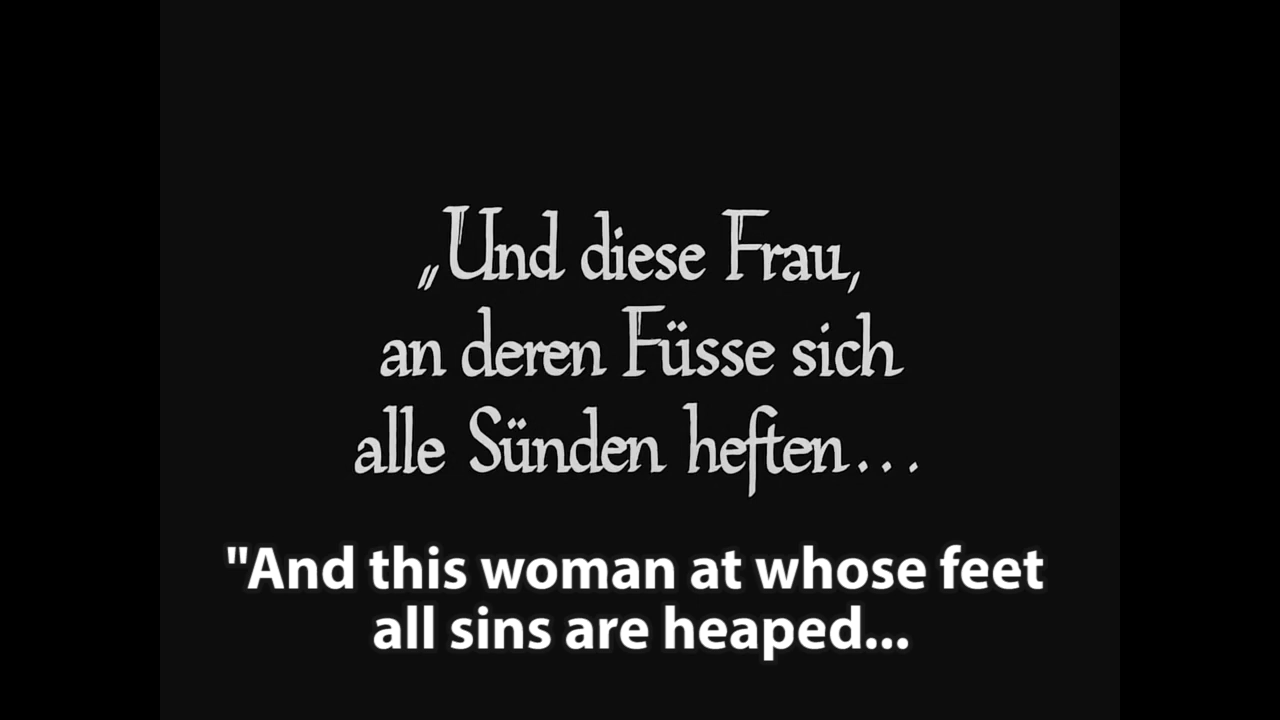 „Und diese Frau,
an deren Füsse sich
alle Sünden heften...
"And this woman at whose feet
all sins are heaped...